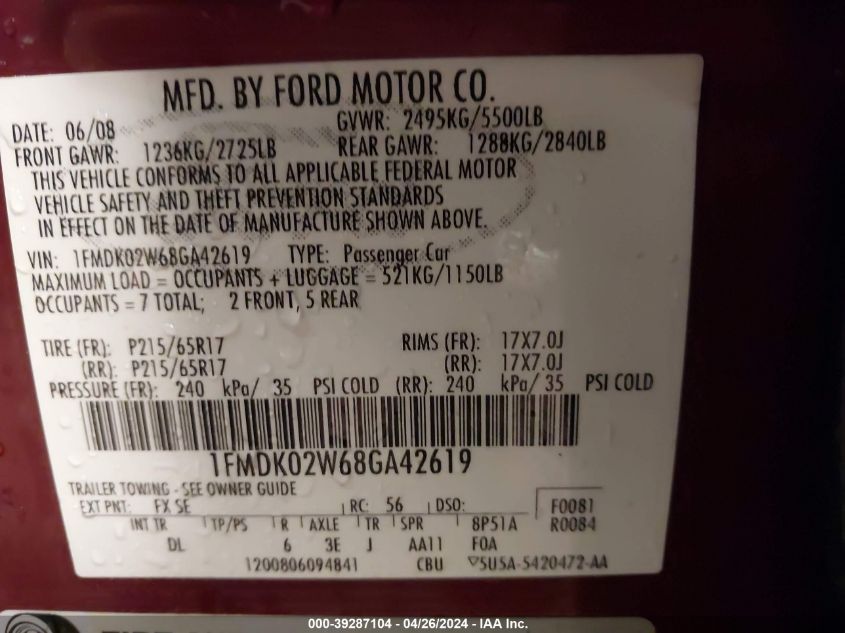 MFD. BY FORD MOTOR CO.
DATE: 06/08 GVWR: 2495KG/5500LB
FRONT GAWR: 1236KG/2725LB REAR GAWR: 1288KG/2840LB
THIS VEHICLE CONFORMS TO ALL APPLICABLE FEDERAL MOTOR
VEHICLE SAFETY AND THEFT PREVENTION STANDARDS
IN EFFECT ON THE DATE OF MANUFACTURE SHOWN ABOVE.
VIN: 1FMDK02W68GA42619 TYPE: Passenger Car
MAXIMUM LOAD = OCCUPANTS + LUGGAGE = 521KG/1150LB
OCCUPANTS = 7 TOTAL; 2 FRONT, 5 REAR
TIRE (FR): P215/65R17 RIMS (FR): 17X7.0J
(RR): P215/65R17 (RR): 17X7.0J
PRESSURE (FR): 240 kPa/ 35 PSI COLD (RR): 240 kPa/ 35 PSI COLD
1FMDK02W68GA42619
TRAILER TOWING - SEE OWNER GUIDE
EXT PNT: FX SE RC: 56 DSO: F0081
INT TR TP/PS R AXLE TR SPR 8P51A R0084
DL 6 3E J AA11 F0A
1200806094841 CBU ▽5U5A-5420472-AA
000-39287104 - 04/26/2024 - IAA Inc.